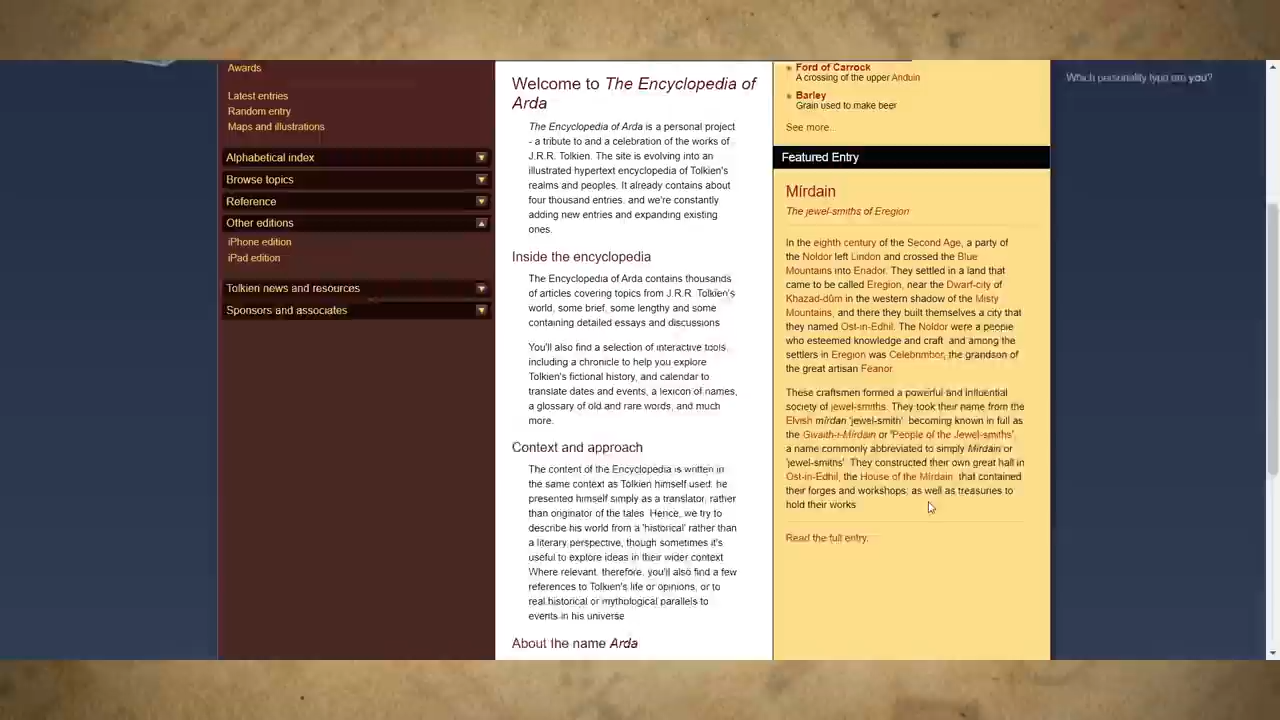 Awards
Latest entries
Random entry
Maps and illustrations
Alphabetical index
Browse topics
Reference
Other editions
iPhone edition
iPad edition
Tolkien news and resources
Sponsors and associates
Welcome to The Encyclopedia of
Arda
The Encyclopedia of Arda is a personal project
- a tribute to and a celebration of the works of
J.R.R. Tolkien. The site is evolving into an
illustrated hypertext encyclopedia of Tolkien's
realms and peoples. It already contains about
four thousand entries, and we're constantly
adding new entries and expanding existing
ones.
Inside the encyclopedia
The Encyclopedia of Arda contains thousands
of articles covering topics from J.R.R. Tolkien's
world, some brief, some lengthy and some
containing detailed essays and discussions
You'll also find a selection of interactive tools,
including a chronicle to help you explore
Tolkien's fictional history, and calendar to
translate dates and events, a lexicon of names,
a glossary of old and rare words, and much
more.
Context and approach
The content of the Encyclopedia is written in
the same context as Tolkien himself used: he
presented himself simply as a translator, rather
than originator of the tales. Hence, we try to
describe his world from a 'historical' rather than
a literary perspective, though sometimes it's
useful to explore ideas in their wider context
Where relevant, therefore, you'll also find a few
references to Tolkien's life or opinions, or to
real historical or mythological parallels to
events in his universe
About the name Arda
Ford of Carrock
A crossing of the upper Anduin
Barley
Grain used to make beer
See more...
Featured Entry
Mírdain
The jewel-smiths of Eregion
In the eighth century of the Second Age, a party of
the Noldor left Lindon and crossed the Blue
Mountains into Eriador. They settled in a land that
came to be called Eregion, near the Dwarf-city of
Khazad-dûm in the western shadow of the Misty
Mountains, and there they built themselves a city that
they named Ost-in-Edhil. The Noldor were a people
who esteemed knowledge and craft, and among the
settlers in Eregion was Celebrimbor, the grandson of
the great artisan Fëanor.
These craftsmen formed a powerful and influential
society of jewel-smiths. They took their name from the
Elvish mírdan 'jewel-smith', becoming known in full as
the Gwaith-i-Mírdain or 'People of the Jewel-smiths',
a name commonly abbreviated to simply Mírdain or
'jewel-smiths'. They constructed their own great hall in
Ost-in-Edhil, the House of the Mírdain, that contained
their forges and workshops, as well as treasuries to
hold their works
Read the full entry.
Which personality type are you?